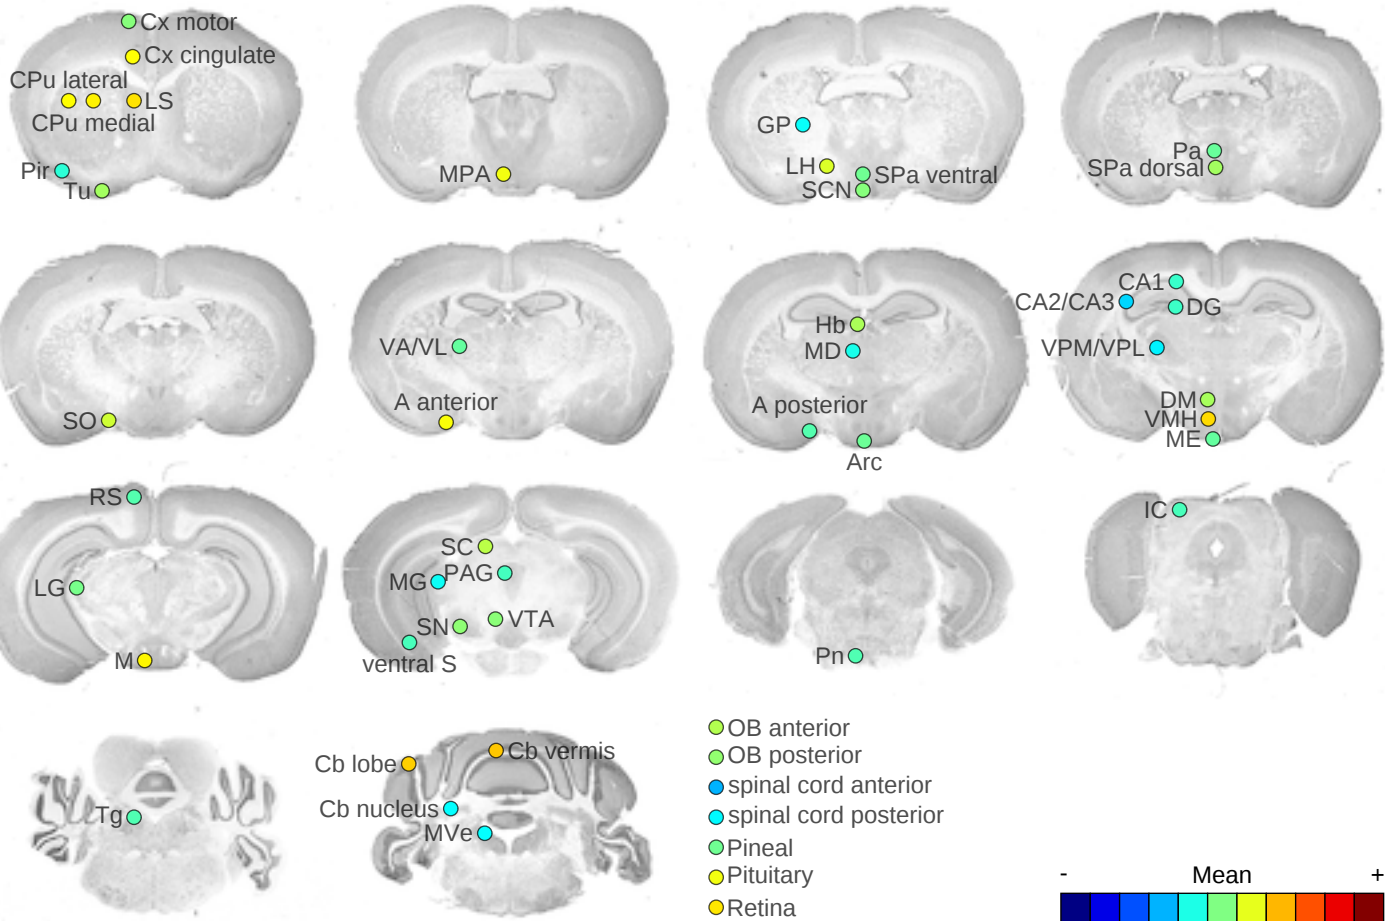 Cx motor
Cx cingulate
CPu lateral
LS
CPu medial
Pir
Tu
MPA
GP
LH
SPa ventral
SCN
Pa
SPa dorsal
SO
VA/VL
A anterior
Hb
MD
A posterior
Arc
CA1
CA2/CA3
DG
VPM/VPL
DM
VMH
ME
RS
LG
M
SC
MG
PAG
SN
VTA
ventral S
Pn
IC
Tg
Cb lobe
Cb vermis
Cb nucleus
MVe
OB anterior
OB posterior
spinal cord anterior
spinal cord posterior
Pineal
Pituitary
Retina
- Mean +